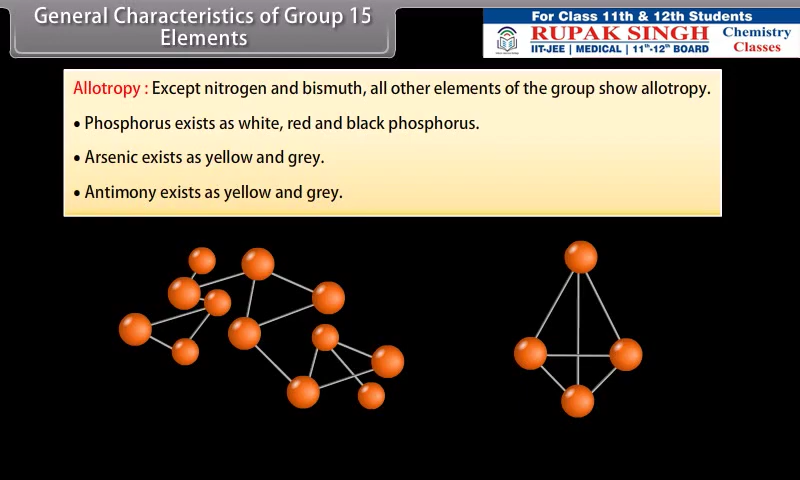 General Characteristics of Group 15
Elements
For Class 11th & 12th Students
RUPAK SINGH
Chemistry
Classes
IIT-JEE | MEDICAL | 11th-12th BOARD
Allotropy : Except nitrogen and bismuth, all other elements of the group show allotropy.
• Phosphorus exists as white, red and black phosphorus.
• Arsenic exists as yellow and grey.
• Antimony exists as yellow and grey.